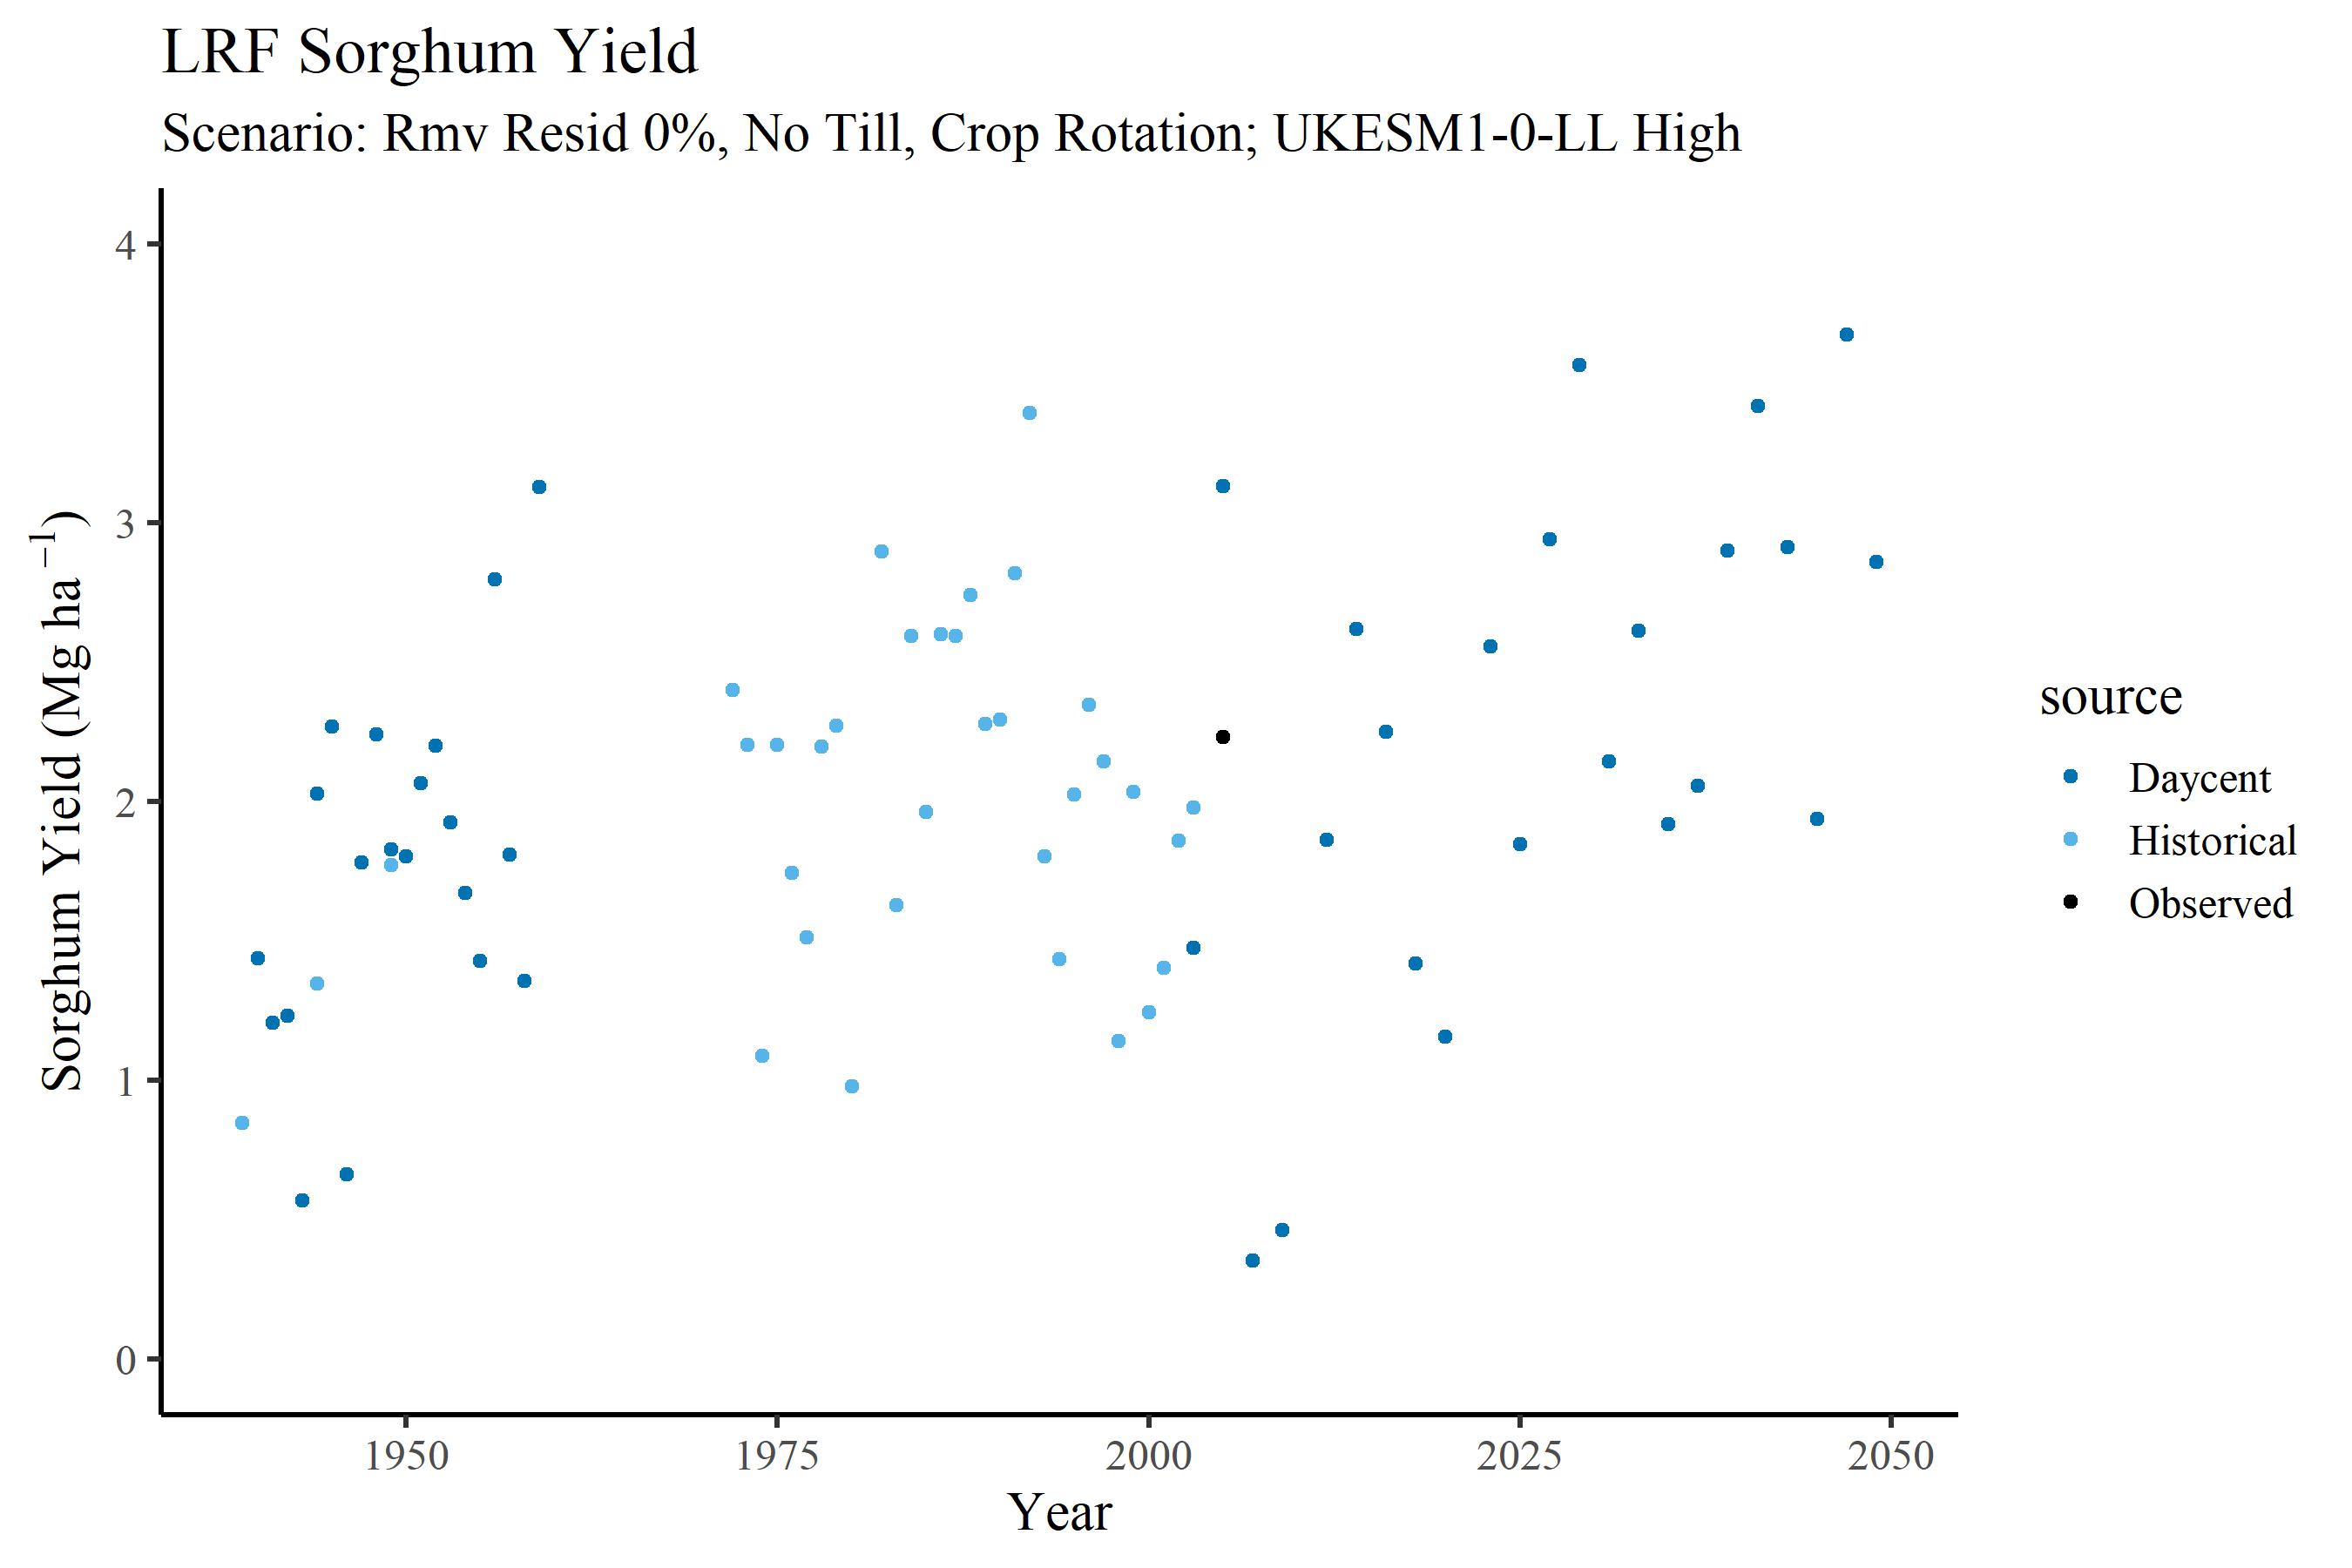 LRF Sorghum Yield
Scenario: Rmv Resid 0%, No Till, Crop Rotation; UKESM1-0-LL High
Sorghum Yield (Mg ha⁻¹)
4
3
2
1
0
1950 1975 2000 2025 2050
Year
source
Daycent
Historical
Observed